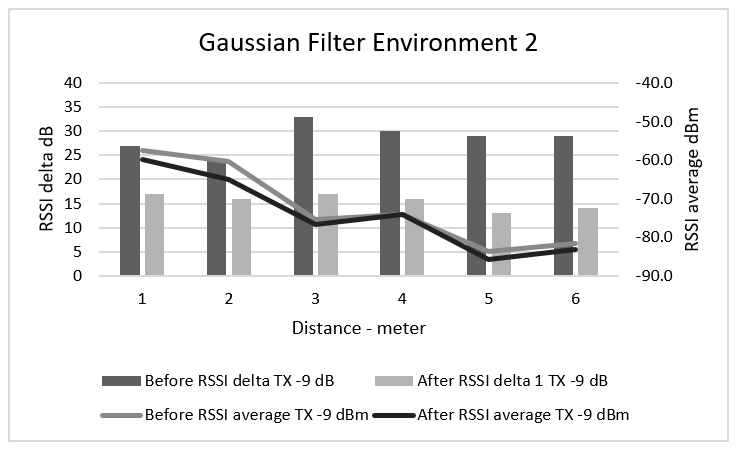 Gaussian Filter Environment 2
40
35
30
25
20
15
10
5
0
RSSI delta dB
-40.0
-50.0
-60.0
-70.0
-80.0
-90.0
RSSI average dBm
1 2 3 4 5 6
Distance - meter
Before RSSI delta TX -9 dB
After RSSI delta 1 TX -9 dB
Before RSSI average TX -9 dBm
After RSSI average TX -9 dBm